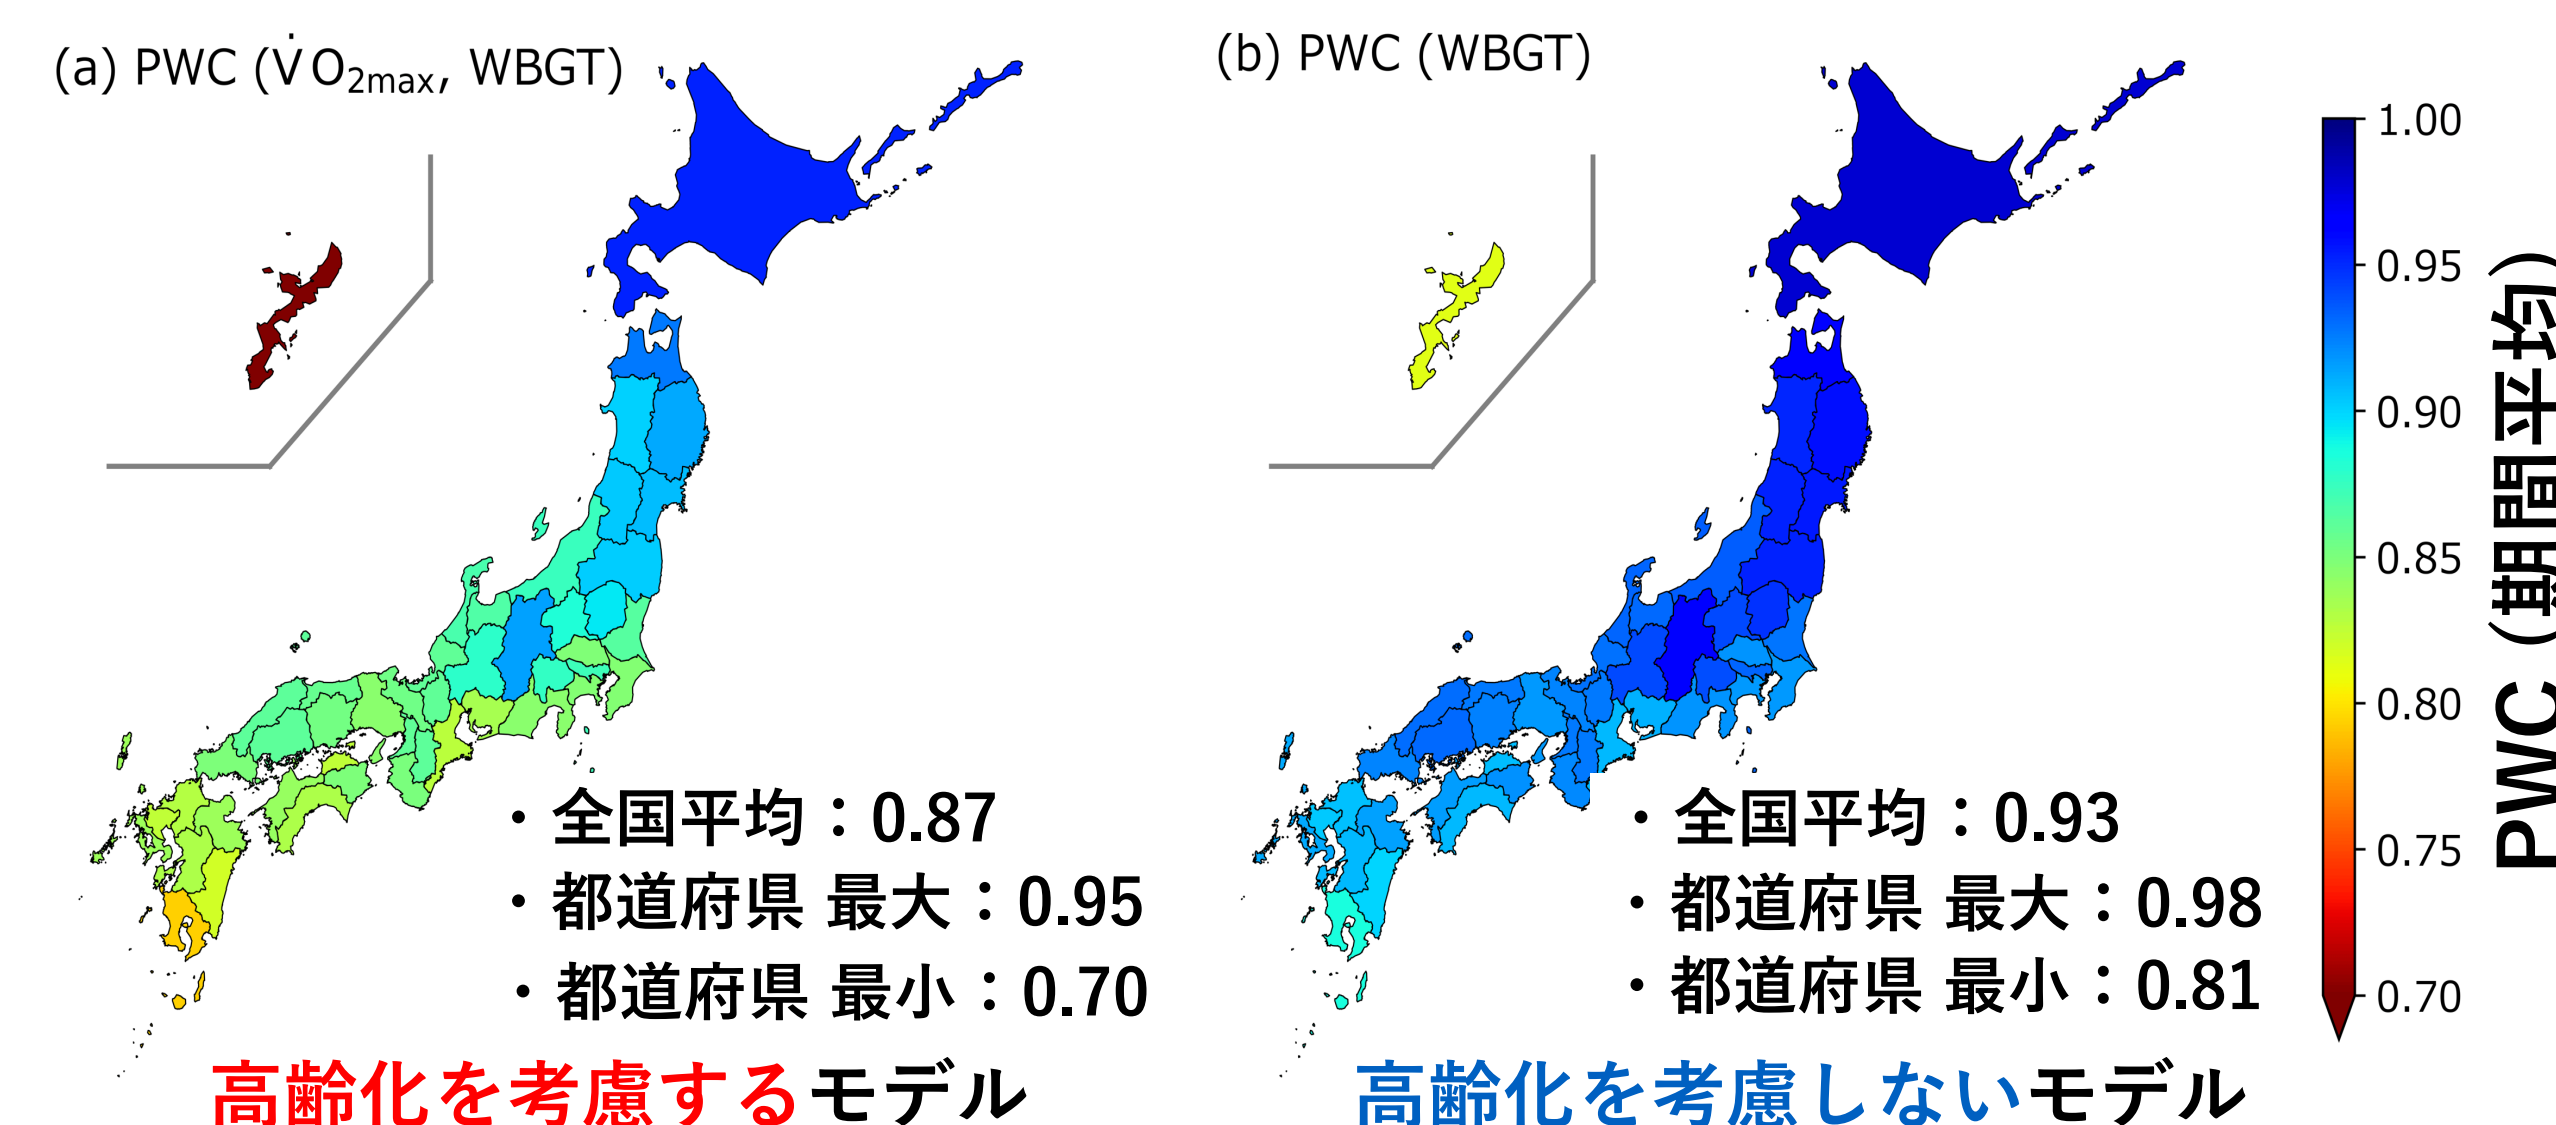 (a) PWC (V̇O₂max, WBGT)
・全国平均：0.87
・都道府県 最大：0.95
・都道府県 最小：0.70
高齢化を考慮するモデル
(b) PWC (WBGT)
・全国平均：0.93
・都道府県 最大：0.98
・都道府県 最小：0.81
高齢化を考慮しないモデル
1.00
0.95
0.90
0.85
0.80
0.75
0.70
PWC（期間平均）